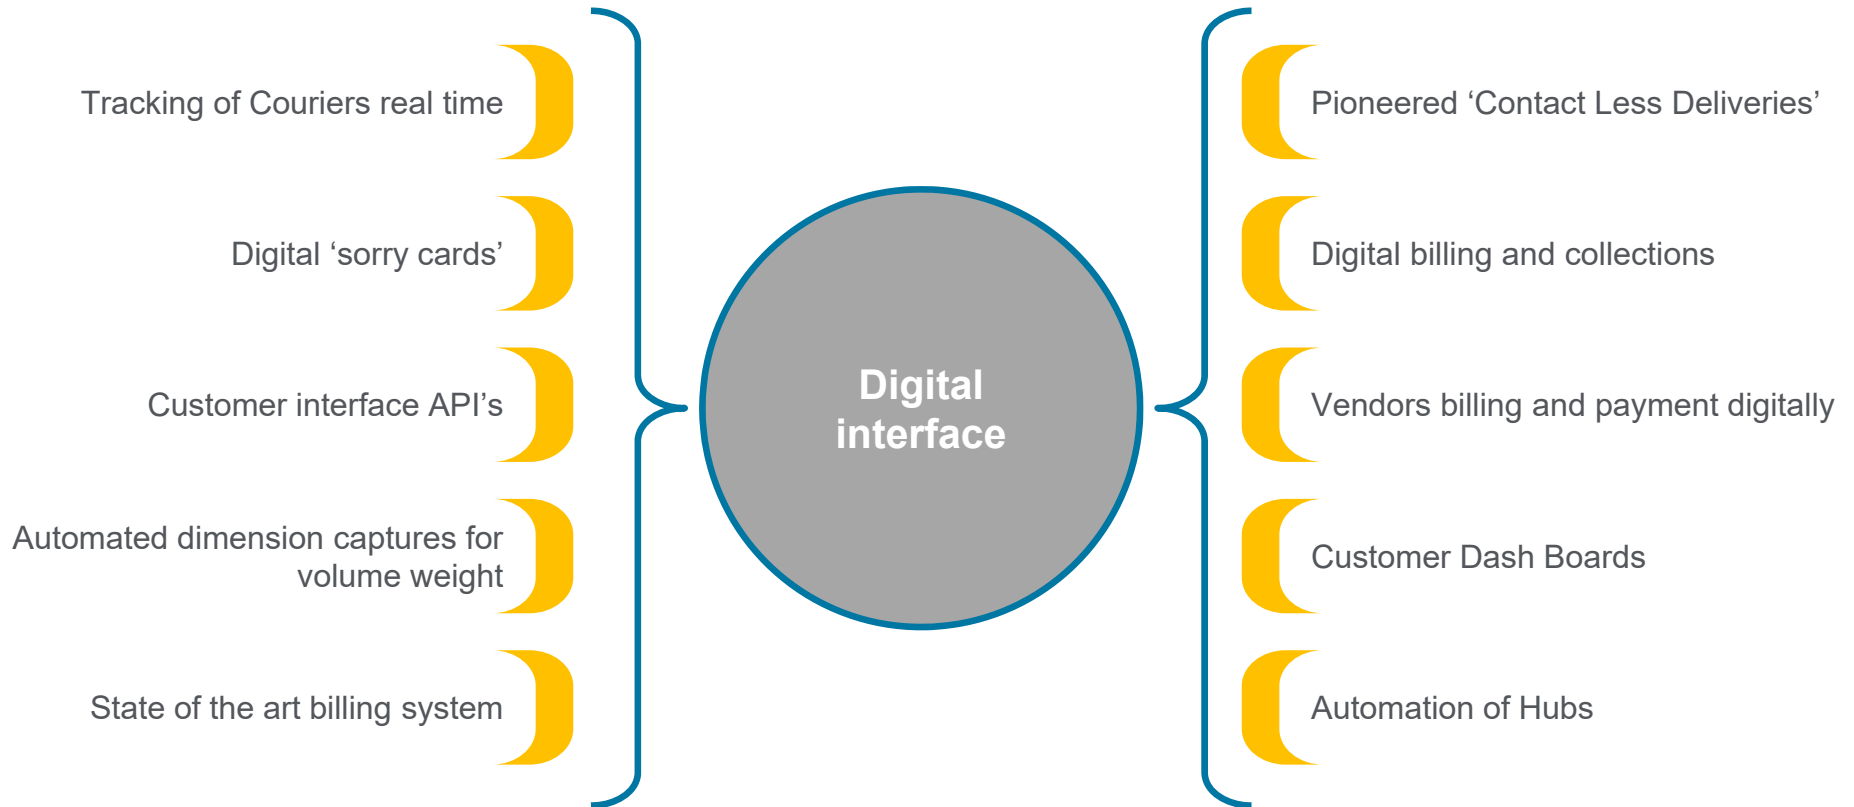 Tracking of Couriers real time
Digital ‘sorry cards’
Customer interface API’s
Automated dimension captures for
volume weight
State of the art billing system
Digital
interface
Pioneered ‘Contact Less Deliveries’
Digital billing and collections
Vendors billing and payment digitally
Customer Dash Boards
Automation of Hubs